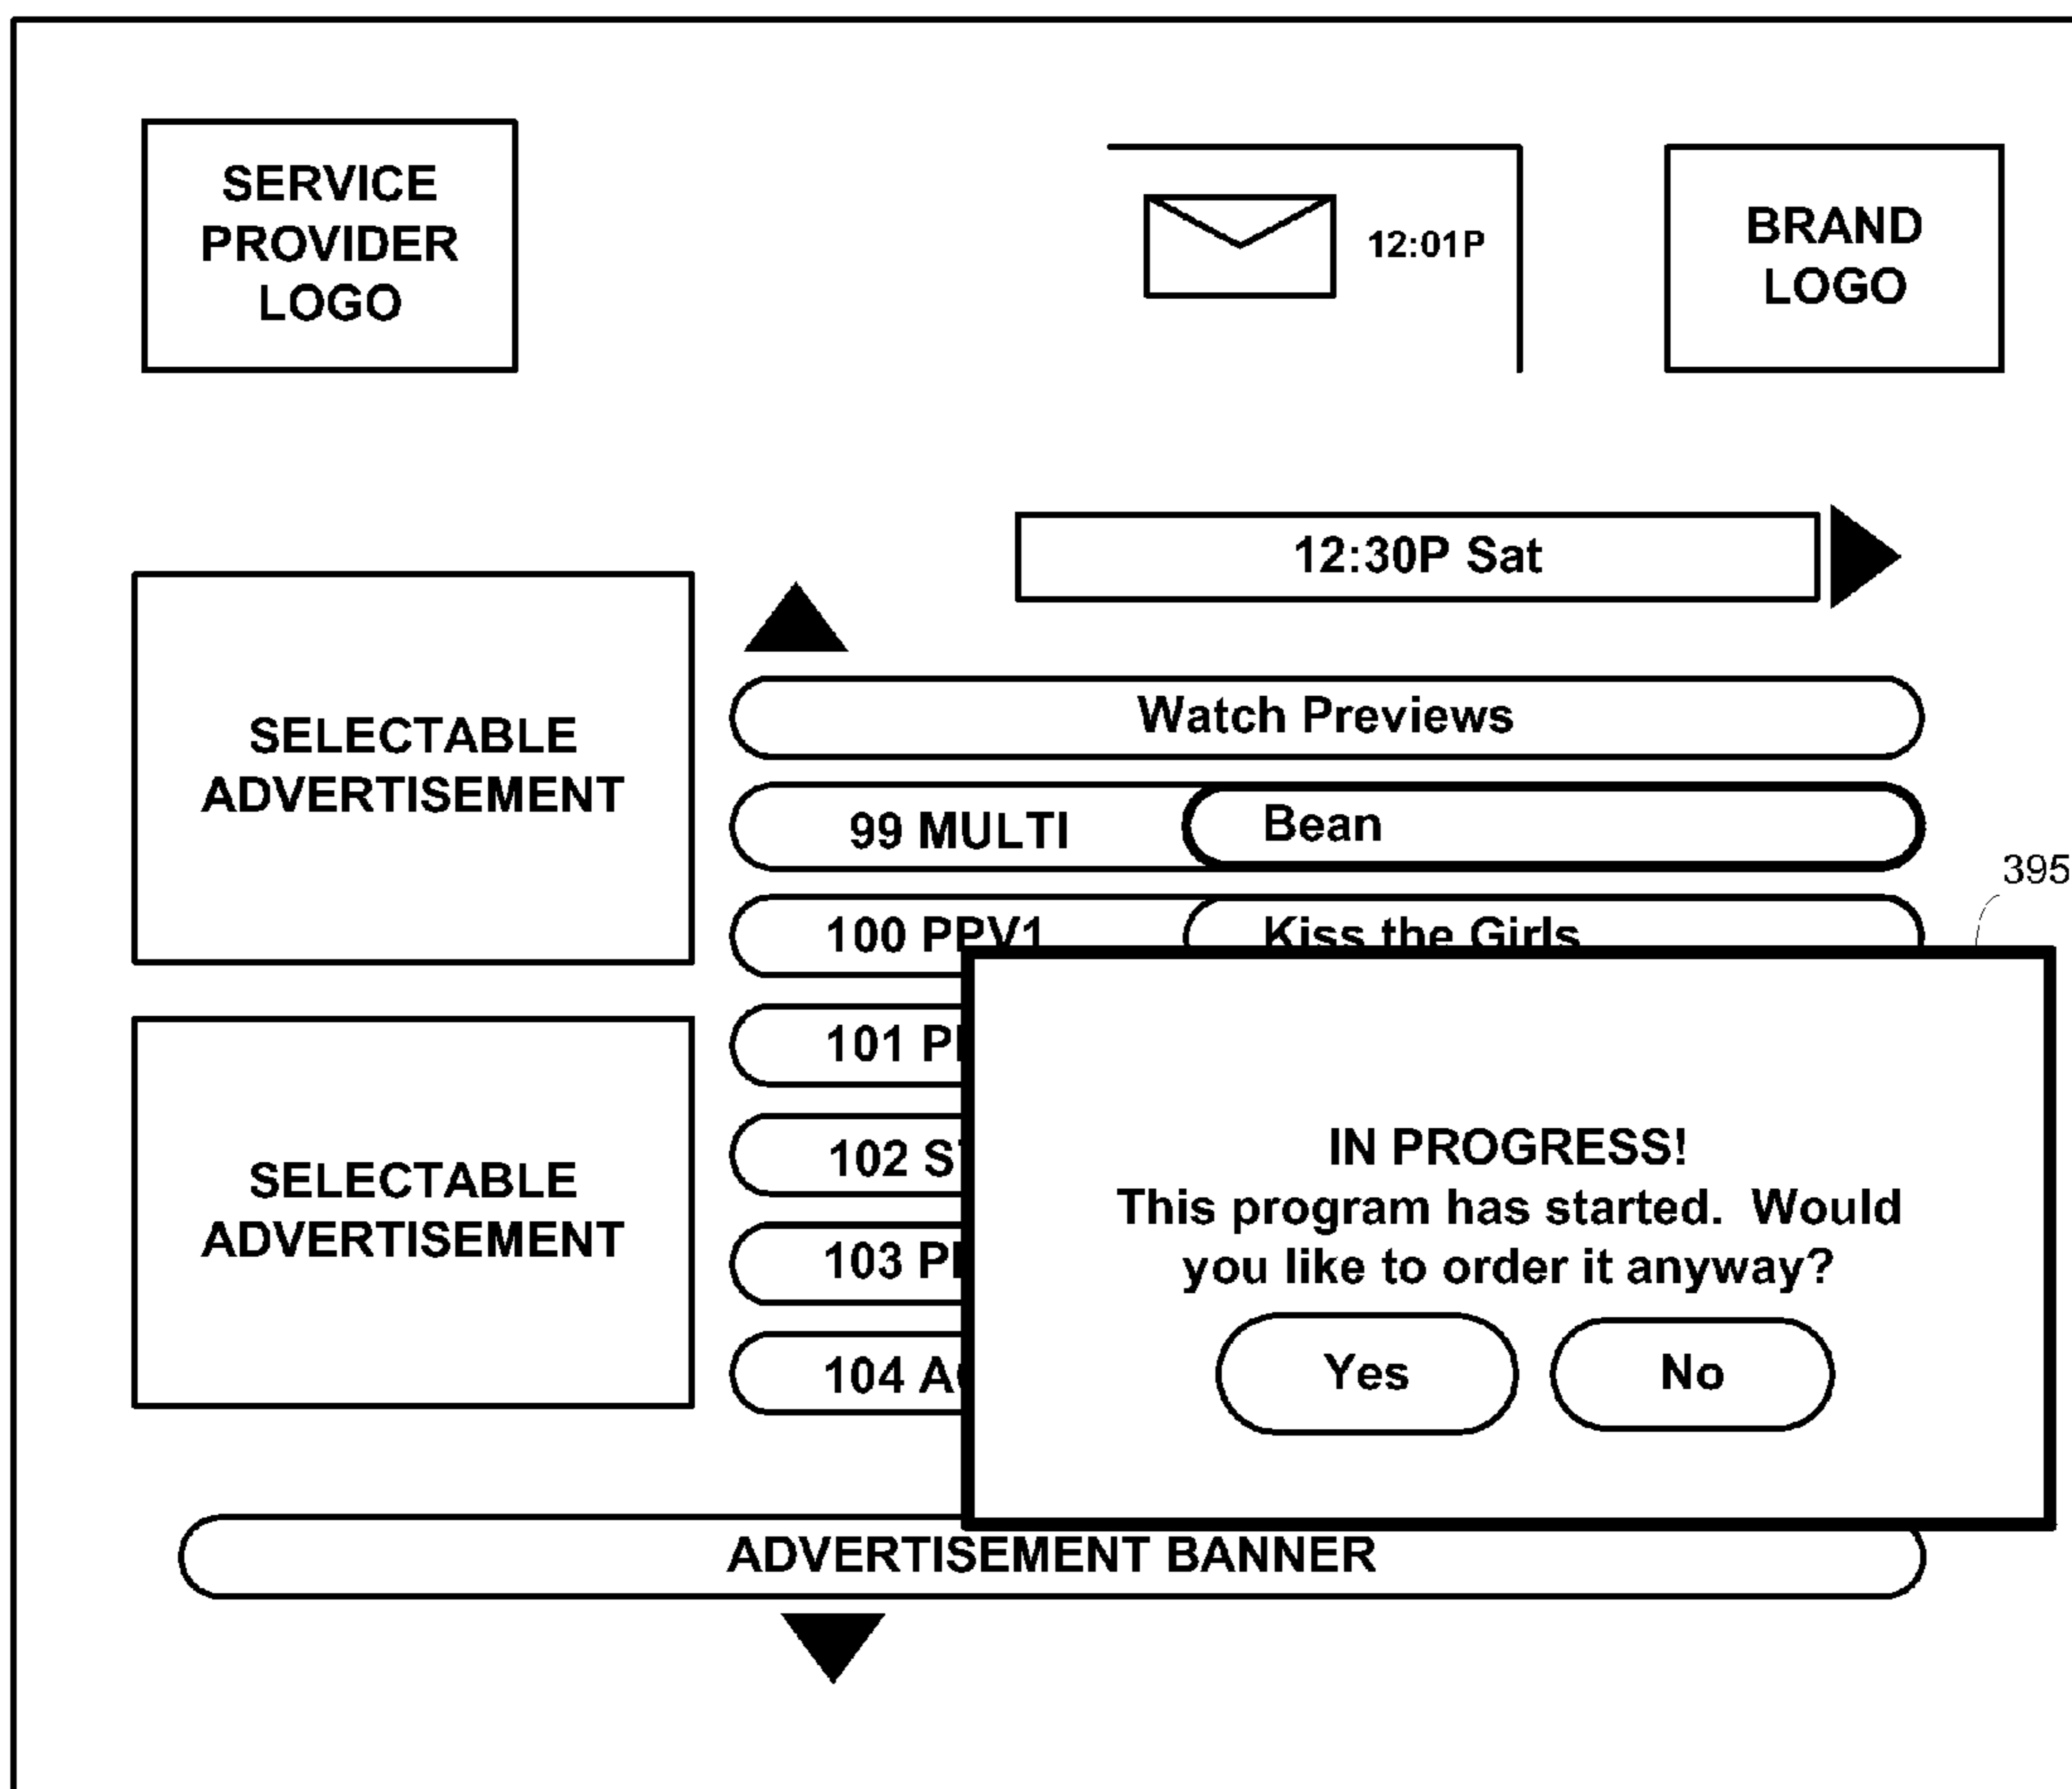 SERVICE
PROVIDER
LOGO
12:01P
BRAND
LOGO
12:30P Sat
SELECTABLE
ADVERTISEMENT
Watch Previews
99 MULTI
Bean
395
100 PPV1
Kiss the Girls
101
102
103
104
SELECTABLE
ADVERTISEMENT
IN PROGRESS!
This program has started. Would
you like to order it anyway?
Yes
No
ADVERTISEMENT BANNER